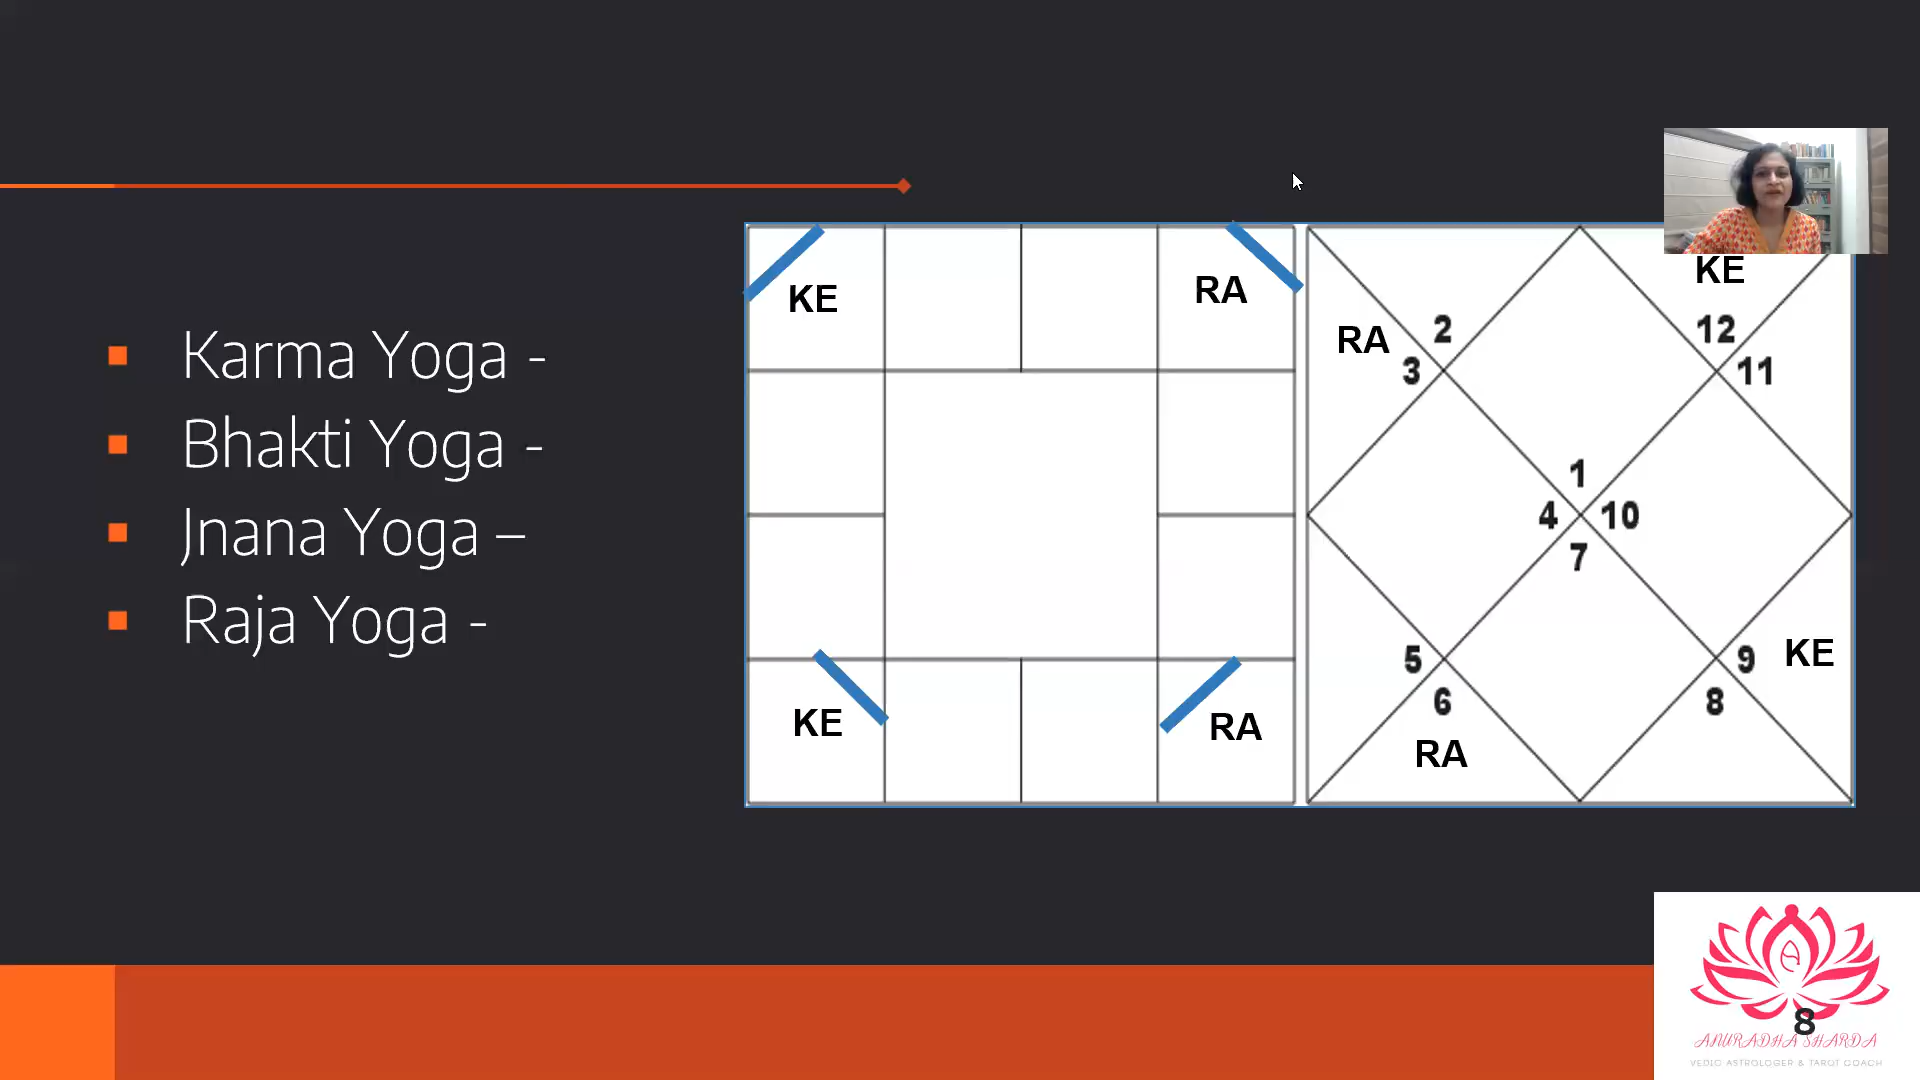 Karma Yoga -
Bhakti Yoga -
Jnana Yoga –
Raja Yoga -
KE
RA
KE
RA
KE
RA
2
12
3
11
1
4
10
7
5
9
KE
6
8
RA
8
ANURADHA SHARDA
VEDIC ASTROLOGER & TAROT COACH